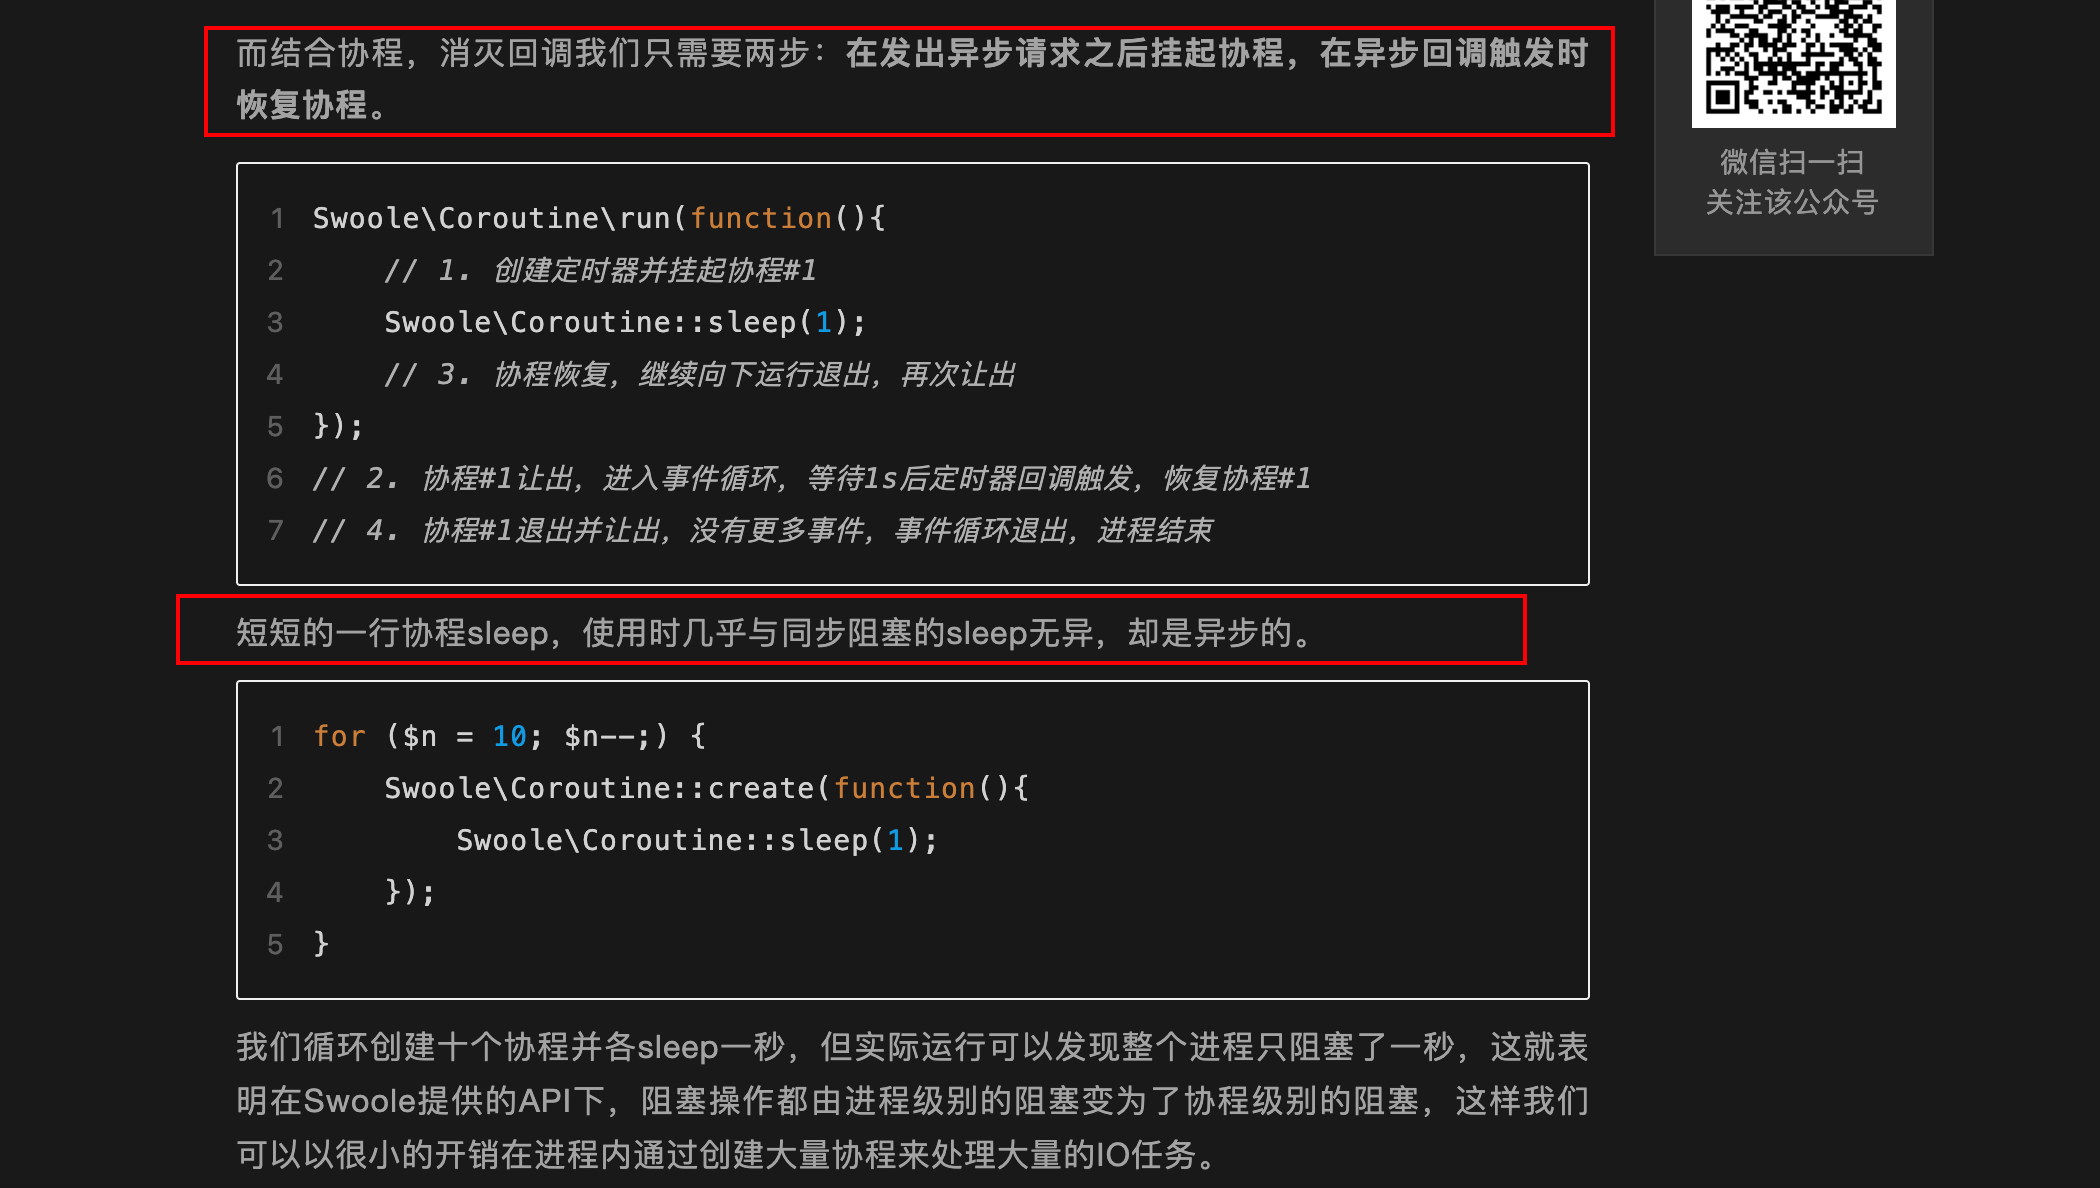 而结合协程，消灭回调我们只需要两步：在发出异步请求之后挂起协程，在异步回调触发时
恢复协程。
1 Swoole\Coroutine\run(function(){
2     // 1. 创建定时器并挂起协程#1
3     Swoole\Coroutine::sleep(1);
4     // 3. 协程恢复，继续向下运行退出，再次让出
5 });
6 // 2. 协程#1让出，进入事件循环，等待1s后定时器回调触发，恢复协程#1
7 // 4. 协程#1退出并让出，没有更多事件，事件循环退出，进程结束
短短的一行协程sleep，使用时几乎与同步阻塞的sleep无异，却是异步的。
1 for ($n = 10; $n--;) {
2     Swoole\Coroutine::create(function(){
3         Swoole\Coroutine::sleep(1);
4     });
5 }
我们循环创建十个协程并各sleep一秒，但实际运行可以发现整个进程只阻塞了一秒，这就表
明在Swoole提供的API下，阻塞操作都由进程级别的阻塞变为了协程级别的阻塞，这样我们
可以以很小的开销在进程内通过创建大量协程来处理大量的IO任务。
微信扫一扫
关注该公众号